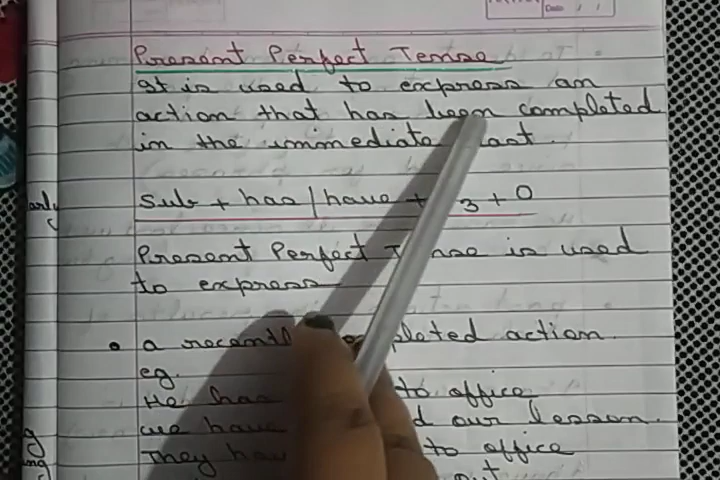 Date
Present Perfect Tense
It is used to express an
action that has been completed
in the immediate past.
Sub + has/have + 3 + O
Present Perfect Tense is used
to express
• a recently completed action.
eg.
He has to office
We have our lesson.
They to office